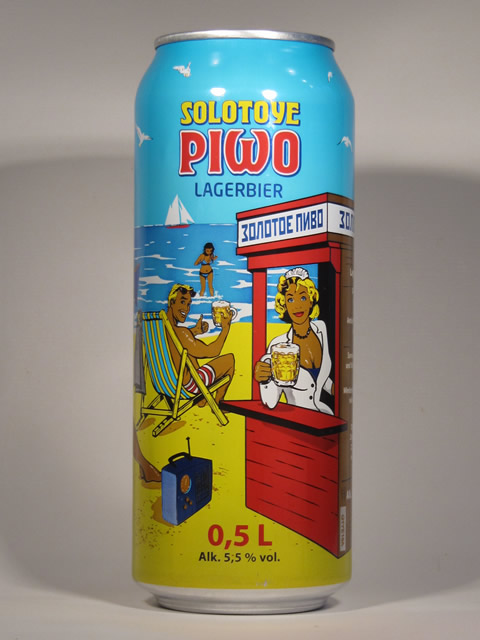 SOLOTOYE
PIWO
LAGERBIER
ЗОЛОТОЕ ПИВО
0,5 L
Alk. 5,5 % vol.